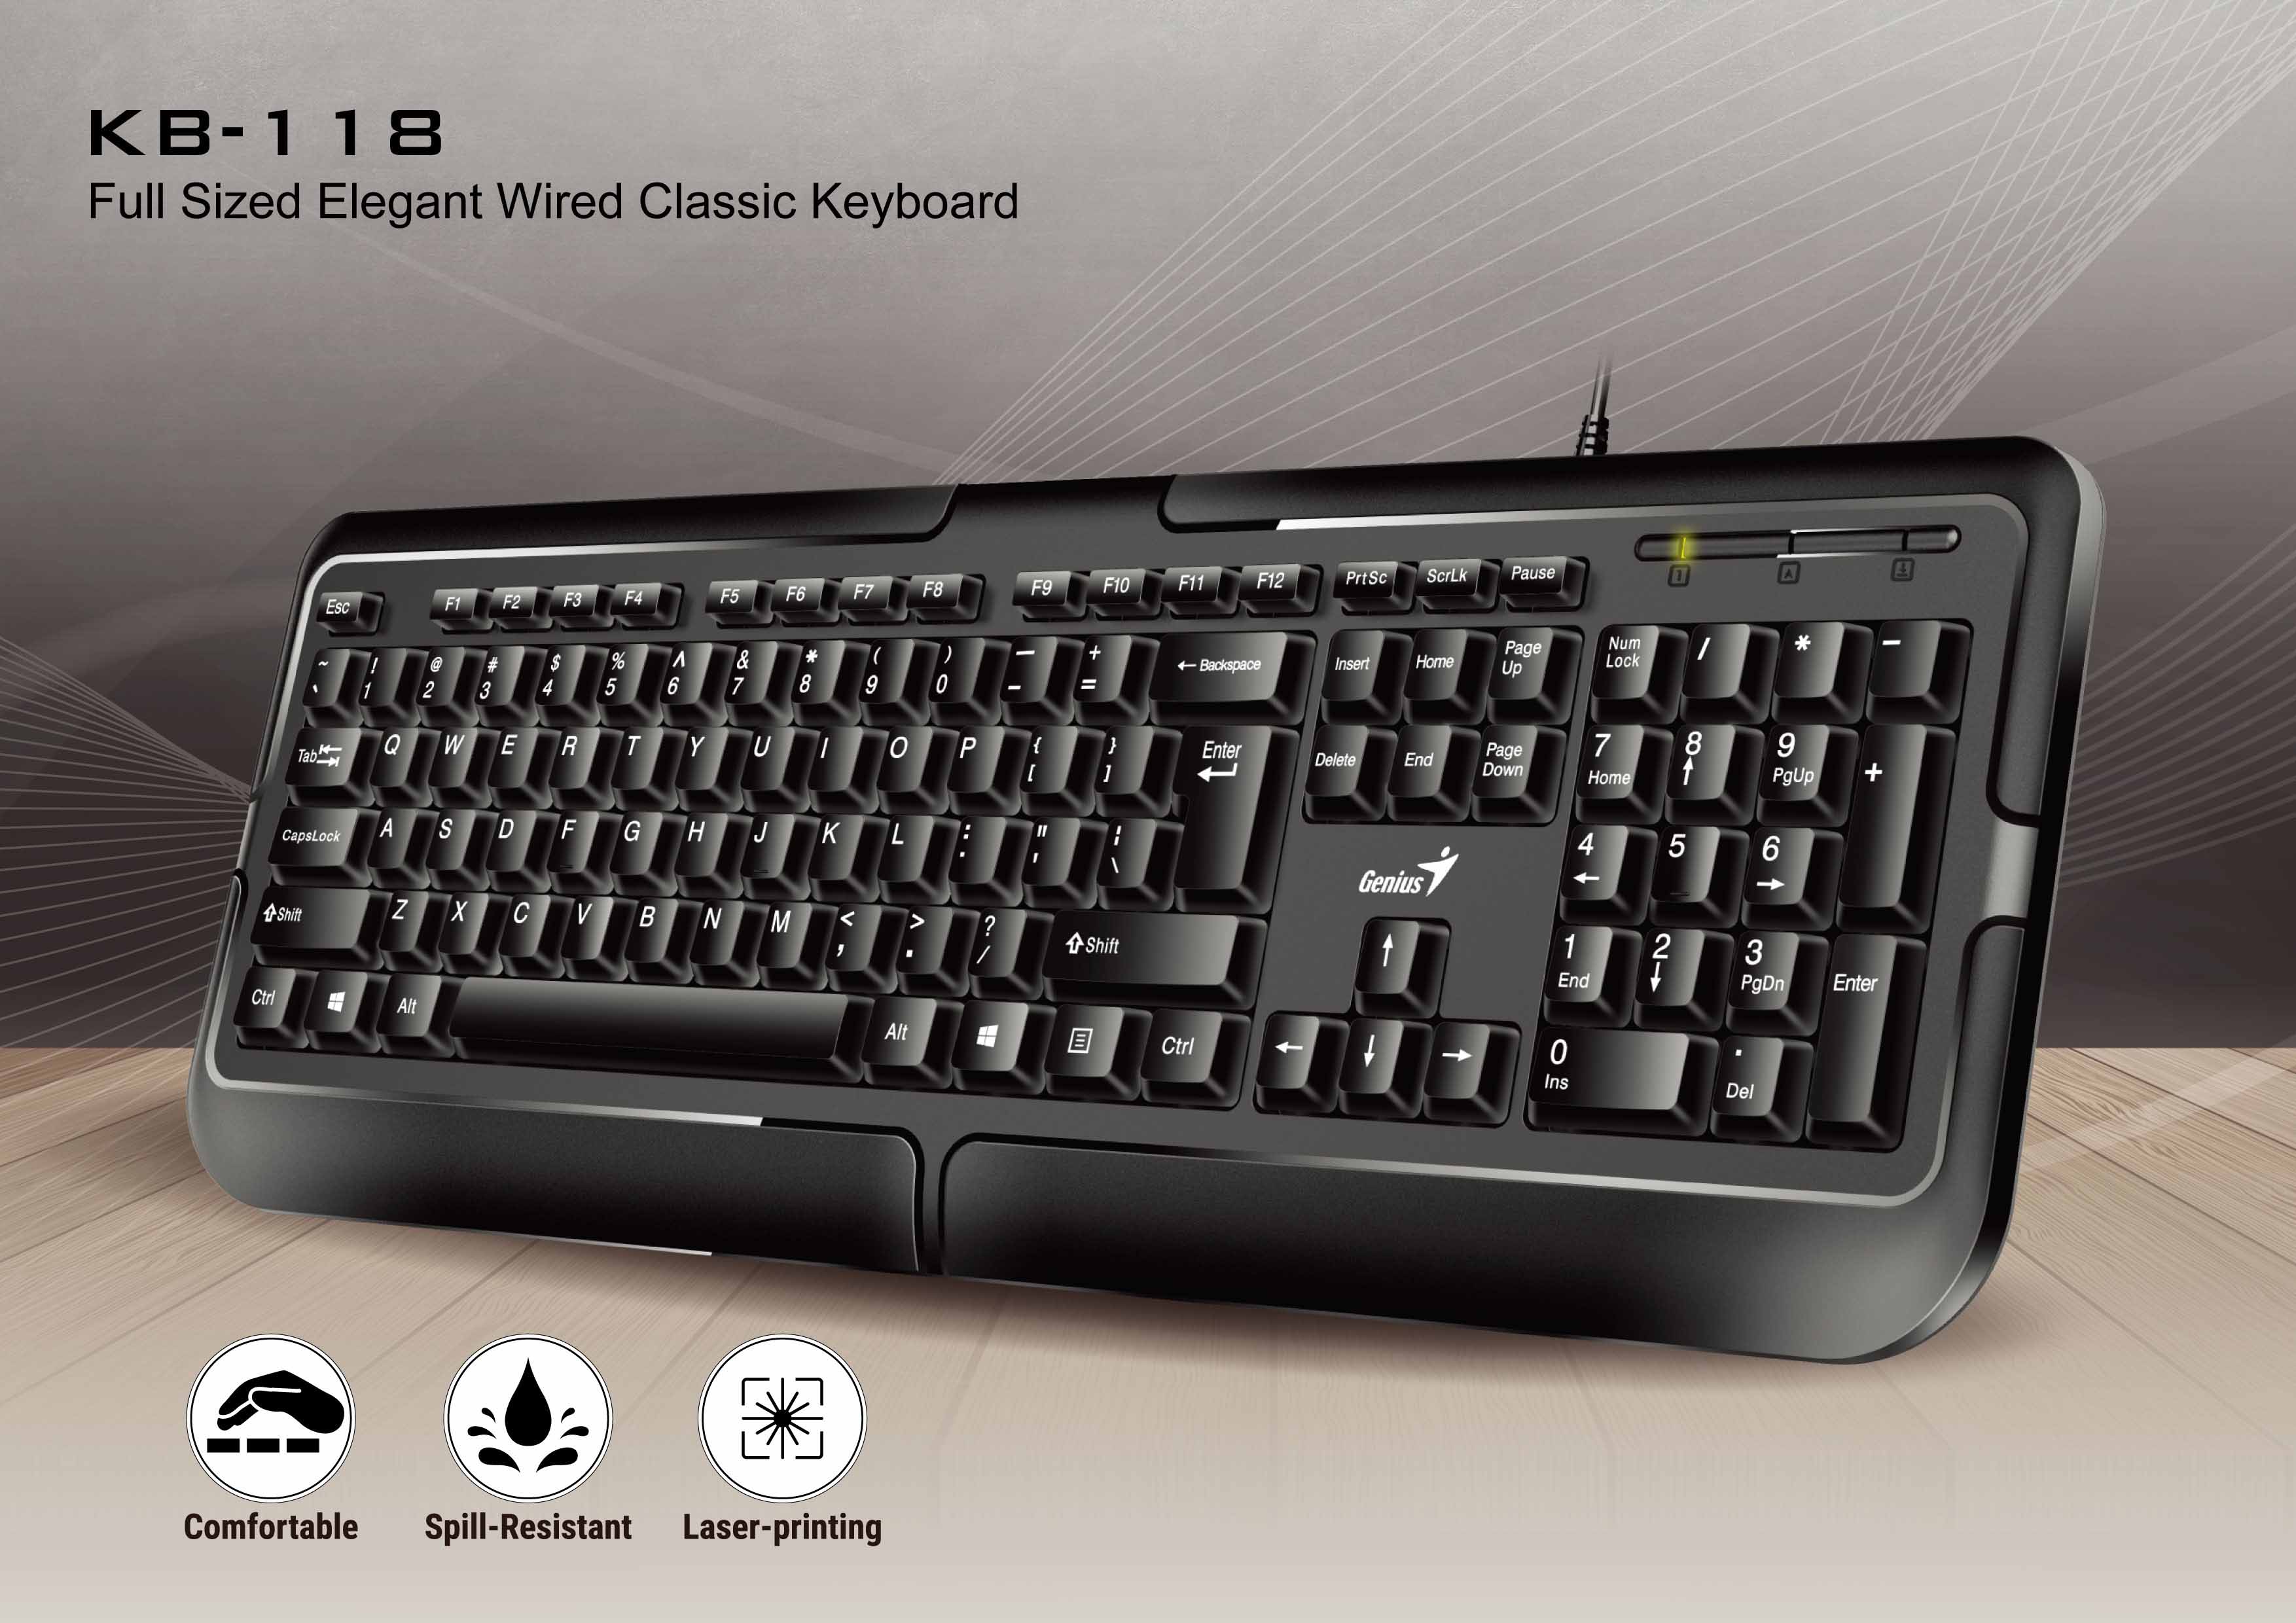 KB-118
Full Sized Elegant Wired Classic Keyboard
Esc F1 F2 F3 F4 F5 F6 F7 F8 F9 F10 F11 F12 PrtSc ScrLk Pause
1 A
~ ! @ # $ % ^ & * ( ) — +
` 1 2 3 4 5 6 7 8 9 0 – = ← Backspace
Insert Home Page Up
Num Lock / * −
Tab Q W E R T Y U I O P { [ } ] Enter
Delete End Page Down
7 Home 8 ↑ 9 PgUp +
CapsLock A S D F G H J K L : . " ' ¦ \
Genius
4 ← 5 6 →
⇧Shift Z X C V B N M < , > . ? / ⇧Shift
↑
1 End 2 ↓ 3 PgDn Enter
Ctrl Alt Alt Ctrl
← ↓ →
0 Ins . Del
Comfortable
Spill-Resistant
Laser-printing